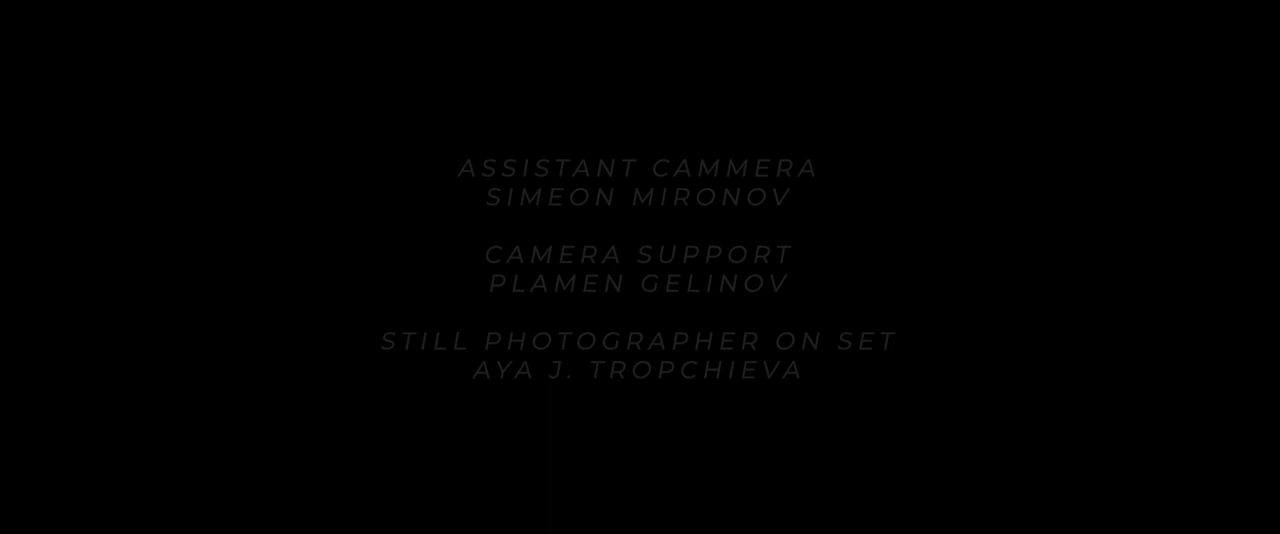 ASSISTANT CAMMERA
SIMEON MIRONOV
CAMERA SUPPORT
PLAMEN GELINOV
STILL PHOTOGRAPHER ON SET
AYA J. TROPCHIEVA